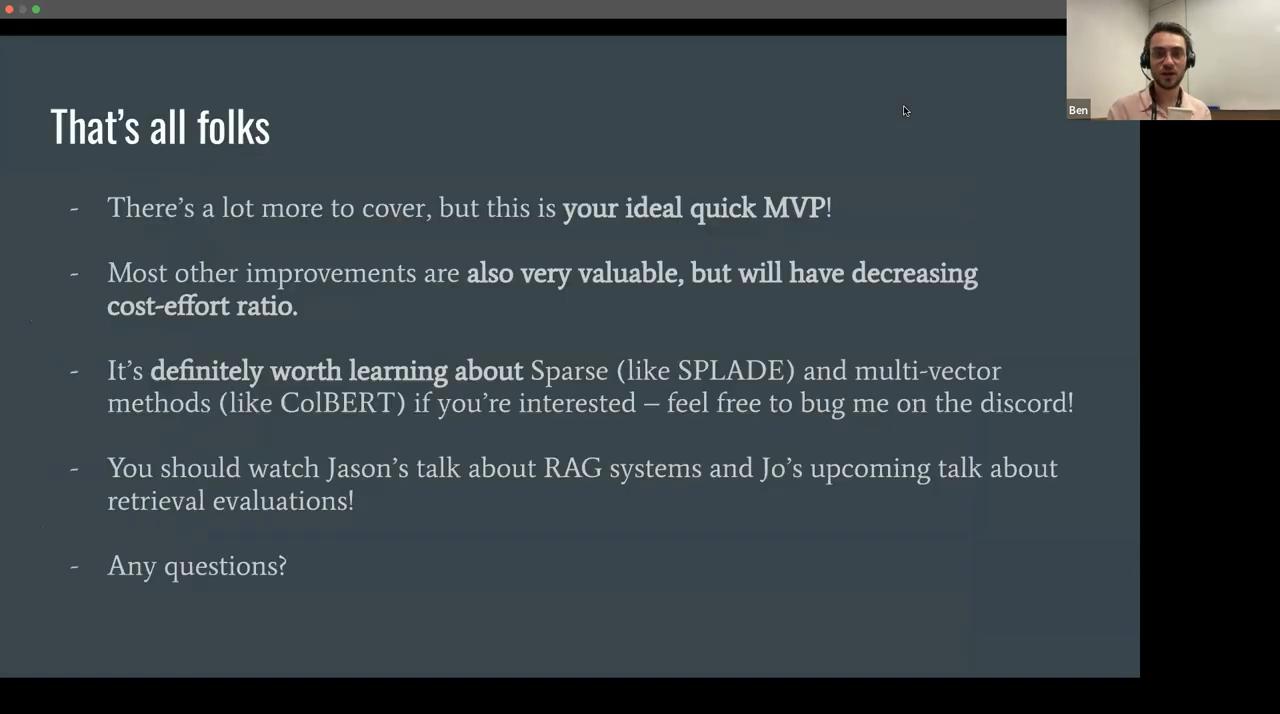 Ben
That’s all folks
- There’s a lot more to cover, but this is your ideal quick MVP!
- Most other improvements are also very valuable, but will have decreasing
cost-effort ratio.
- It’s definitely worth learning about Sparse (like SPLADE) and multi-vector
methods (like ColBERT) if you’re interested – feel free to bug me on the discord!
- You should watch Jason’s talk about RAG systems and Jo’s upcoming talk about
retrieval evaluations!
- Any questions?